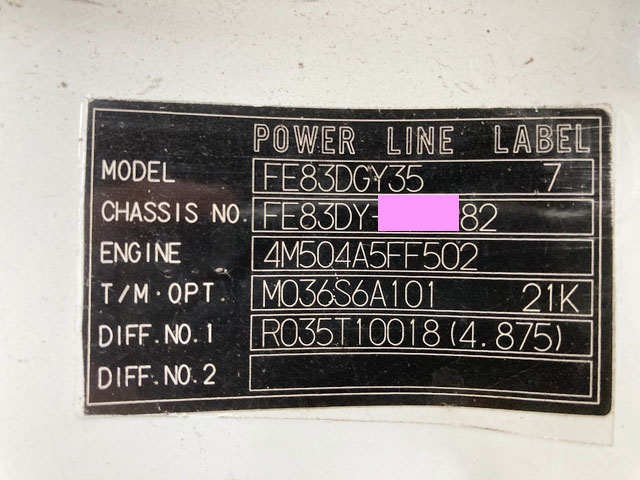 POWER LINE LABEL
MODEL FE83DGY35 7
CHASSIS NO. FE83DY- 82
ENGINE 4M504A5FF502
T/M·OPT. M036S6A101 21K
DIFF.NO.1 R035T10018(4.875)
DIFF.NO.2